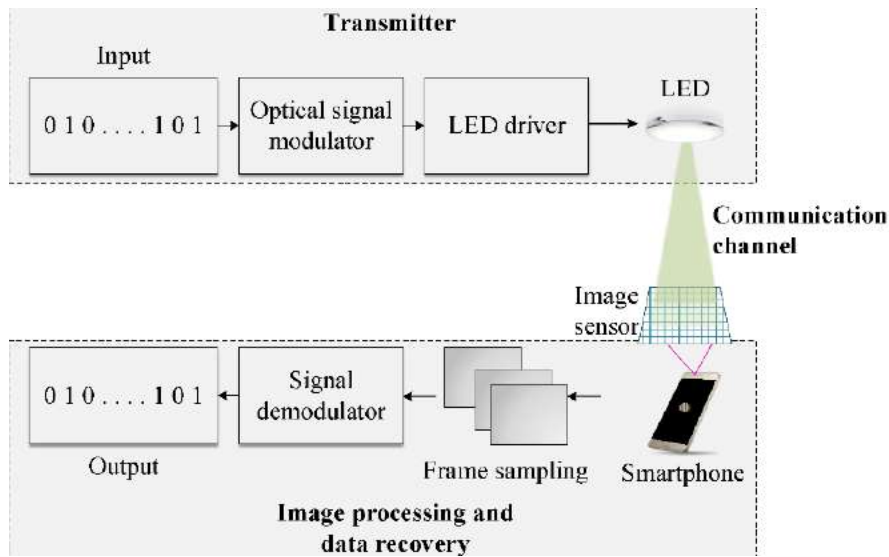 Transmitter
Input
0 1 0 . . . . 1 0 1
Optical signal
modulator
LED driver
LED
Communication
channel
Image
sensor
0 1 0 . . . . 1 0 1
Signal
demodulator
Output
Frame sampling
Smartphone
Image processing and
data recovery